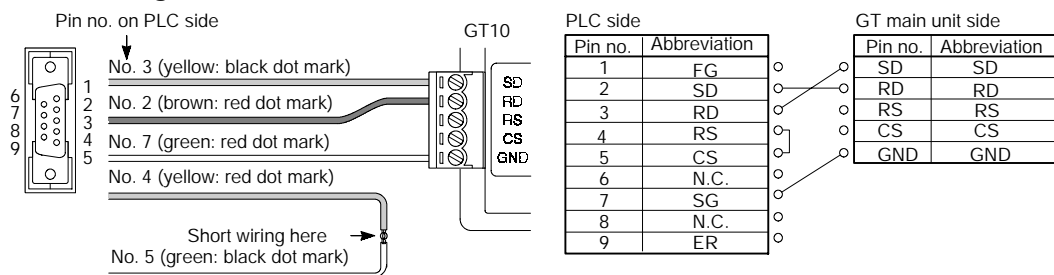 Pin no. on PLC side
GT10
No. 3 (yellow: black dot mark)
No. 2 (brown: red dot mark)
No. 7 (green: red dot mark)
No. 4 (yellow: red dot mark)
Short wiring here
No. 5 (green: black dot mark)
6
7
8
9
1
2
3
4
5
SD
RD
RS
CS
GND
PLC side
Pin no. Abbreviation
1 FG
2 SD
3 RD
4 RS
5 CS
6 N.C.
7 SG
8 N.C.
9 ER
GT main unit side
Pin no. Abbreviation
SD SD
RD RD
RS RS
CS CS
GND GND